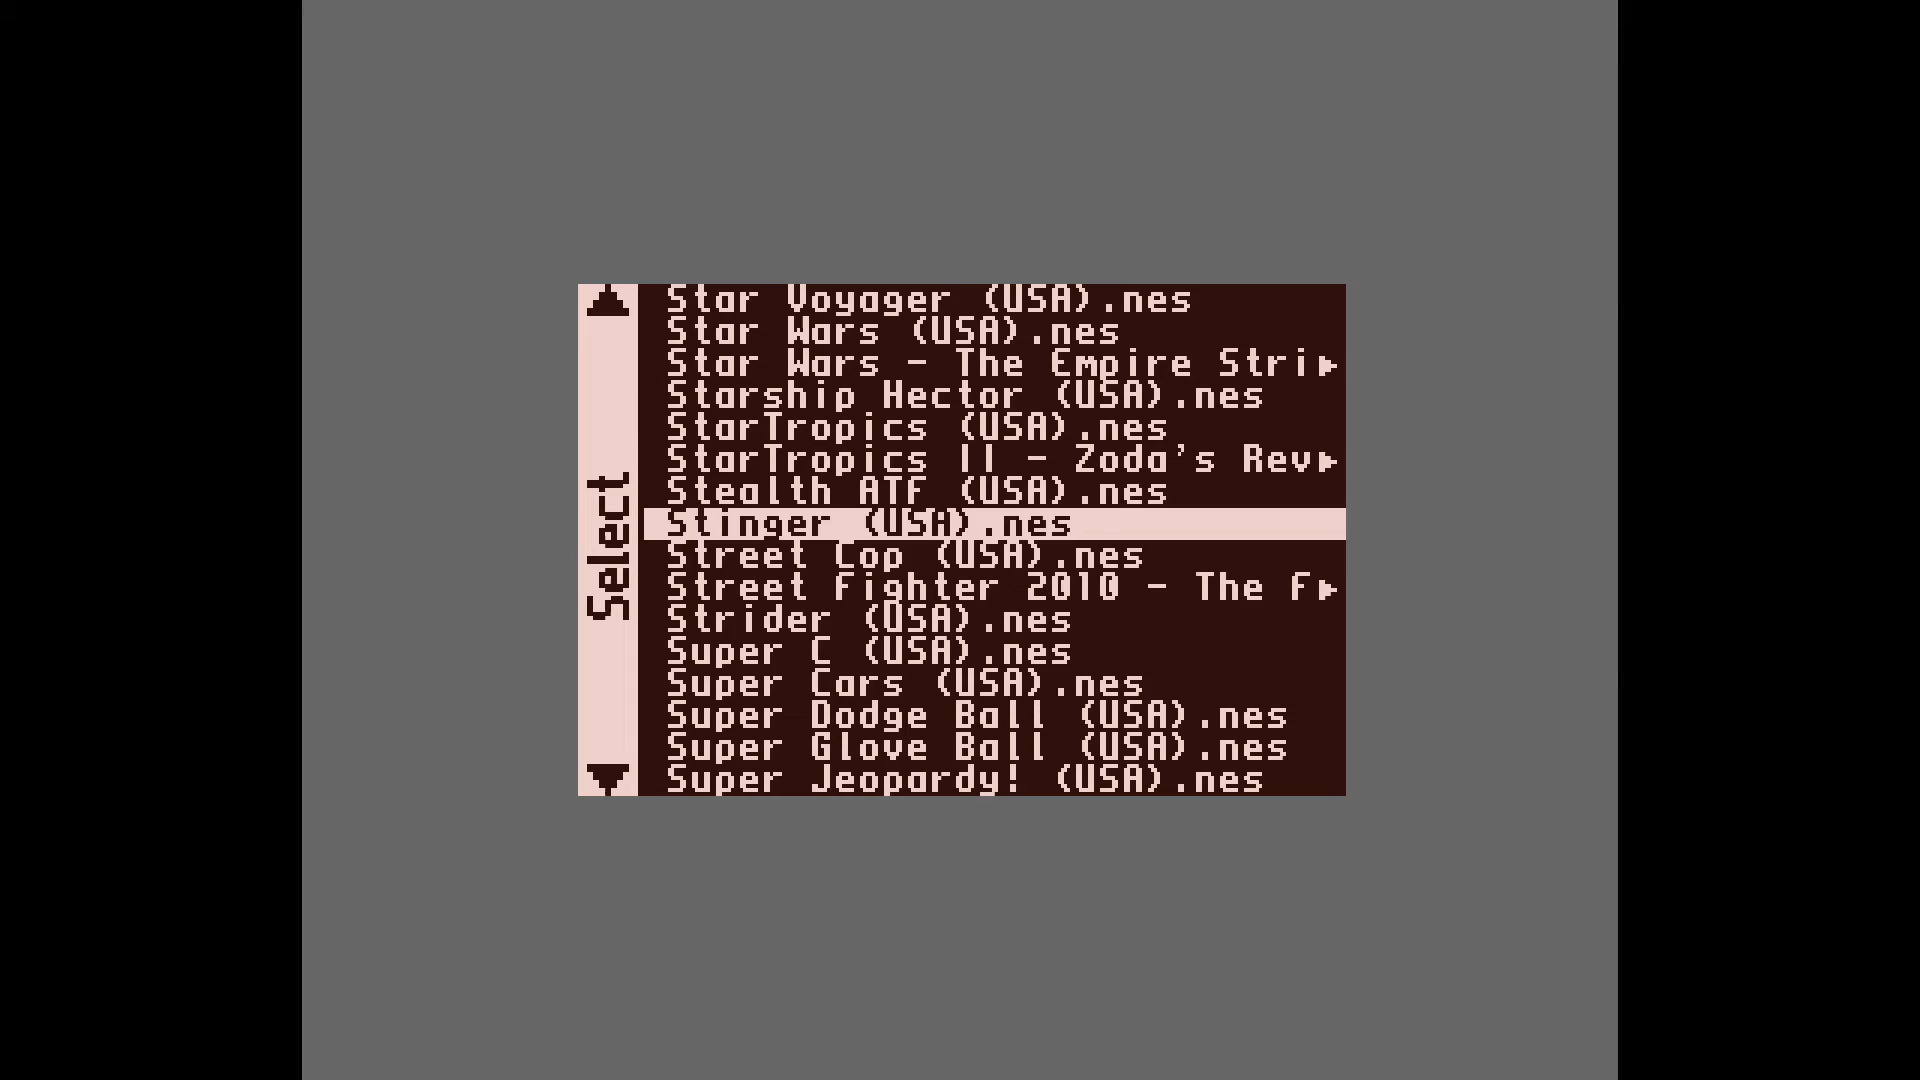 Select
Star Voyager (USA).nes
Star Wars (USA).nes
Star Wars - The Empire Stri
Starship Hector (USA).nes
StarTropics (USA).nes
StarTropics II - Zoda's Rev
Stealth ATF (USA).nes
Stinger (USA).nes
Street Cop (USA).nes
Street Fighter 2010 - The F
Strider (USA).nes
Super C (USA).nes
Super Cars (USA).nes
Super Dodge Ball (USA).nes
Super Glove Ball (USA).nes
Super Jeopardy! (USA).nes